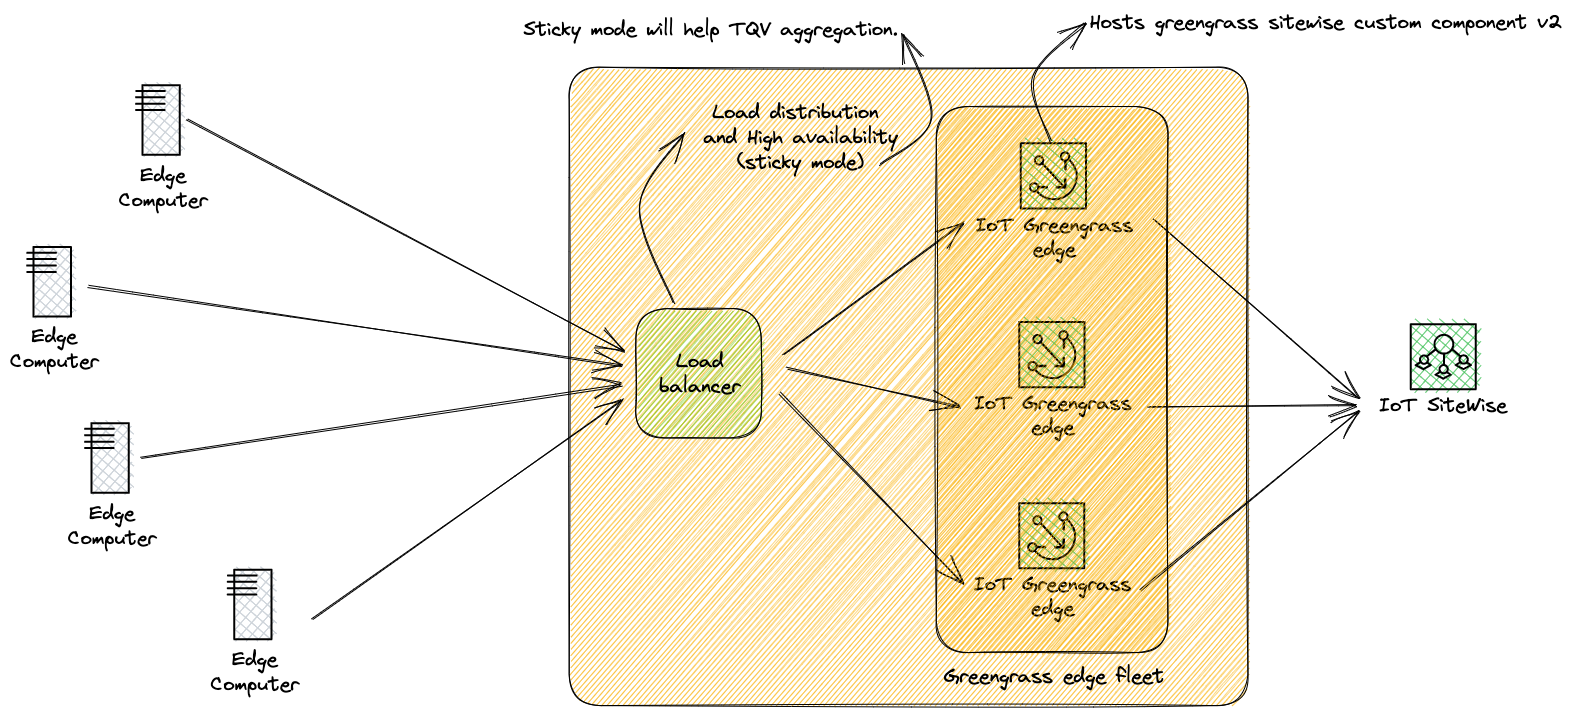 Sticky mode will help TQV aggregation.
Hosts greengrass sitewise custom component v2
Load distribution
and High availability
(sticky mode)
Edge
Computer
Edge
Computer
Edge
Computer
Edge
Computer
Load
balancer
IoT Greengrass
edge
IoT Greengrass
edge
IoT Greengrass
edge
Greengrass edge fleet
IoT SiteWise